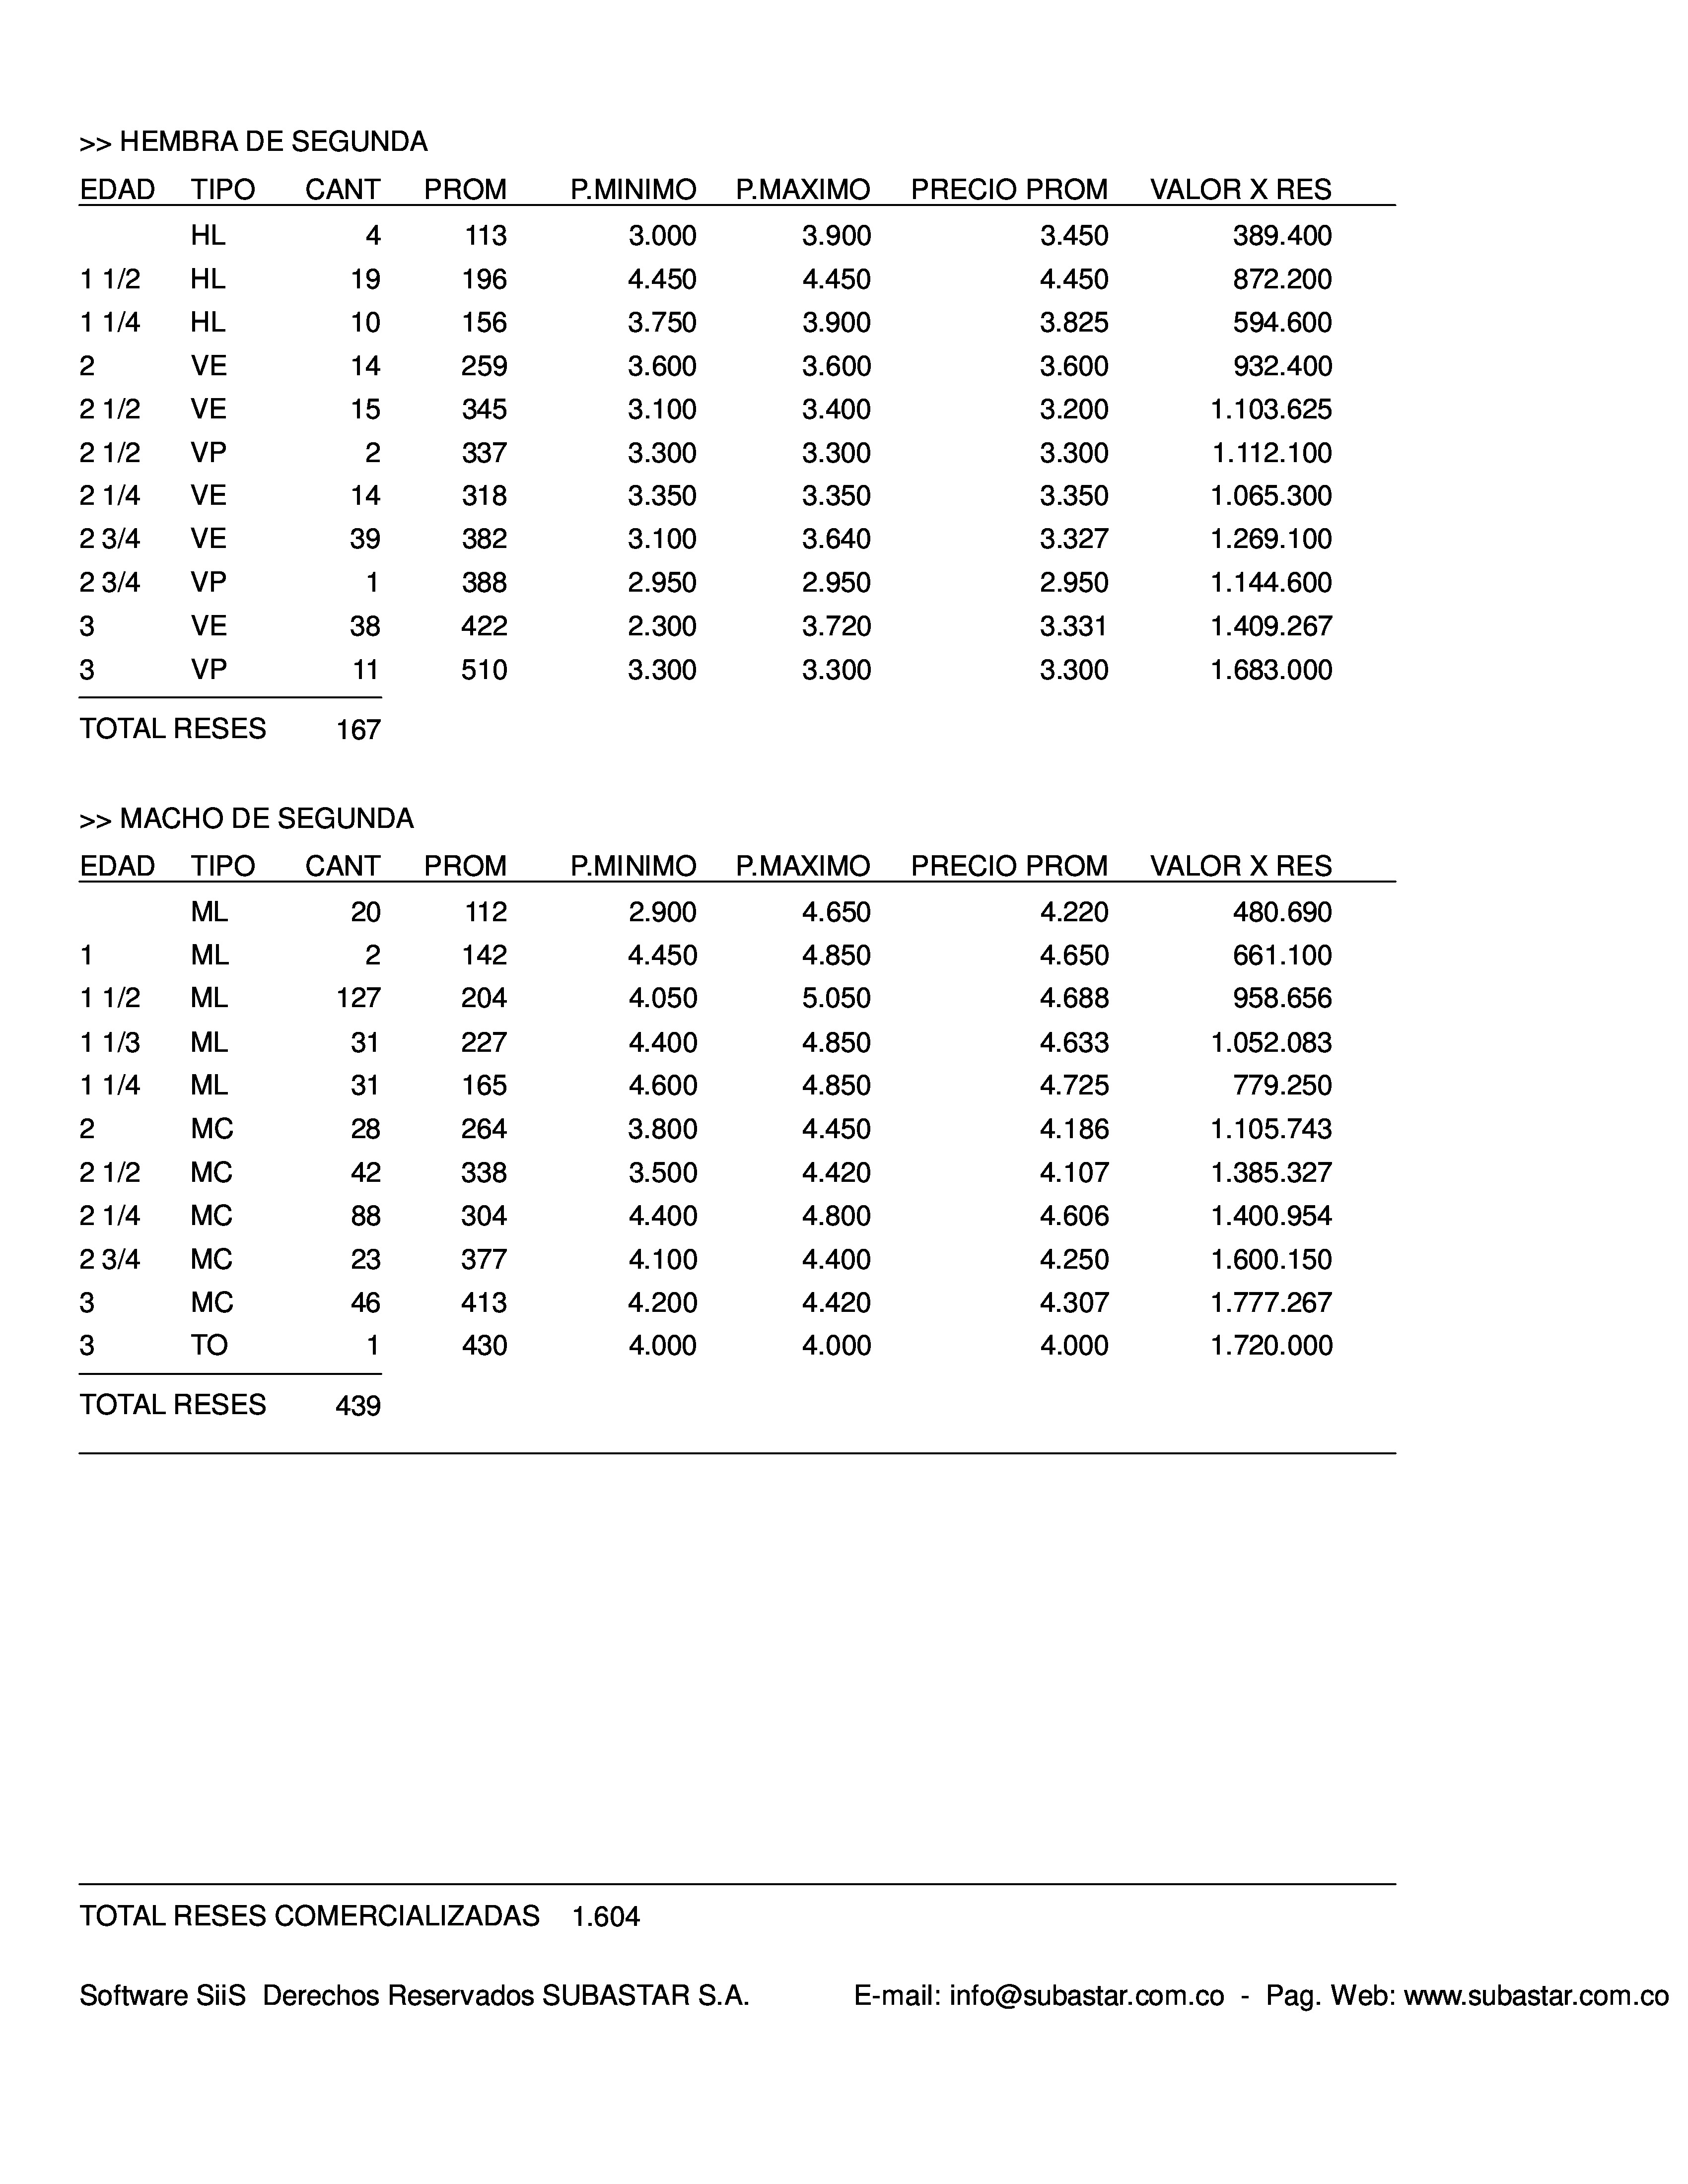 >> HEMBRA DE SEGUNDA
EDAD TIPO CANT PROM P.MINIMO P.MAXIMO PRECIO PROM VALOR X RES
HL 4 113 3.000 3.900 3.450 389.400
1 1/2 HL 19 196 4.450 4.450 4.450 872.200
1 1/4 HL 10 156 3.750 3.900 3.825 594.600
2 VE 14 259 3.600 3.600 3.600 932.400
2 1/2 VE 15 345 3.100 3.400 3.200 1.103.625
2 1/2 VP 2 337 3.300 3.300 3.300 1.112.100
2 1/4 VE 14 318 3.350 3.350 3.350 1.065.300
2 3/4 VE 39 382 3.100 3.640 3.327 1.269.100
2 3/4 VP 1 388 2.950 2.950 2.950 1.144.600
3 VE 38 422 2.300 3.720 3.331 1.409.267
3 VP 11 510 3.300 3.300 3.300 1.683.000
TOTAL RESES 167
>> MACHO DE SEGUNDA
EDAD TIPO CANT PROM P.MINIMO P.MAXIMO PRECIO PROM VALOR X RES
ML 20 112 2.900 4.650 4.220 480.690
1 ML 2 142 4.450 4.850 4.650 661.100
1 1/2 ML 127 204 4.050 5.050 4.688 958.656
1 1/3 ML 31 227 4.400 4.850 4.633 1.052.083
1 1/4 ML 31 165 4.600 4.850 4.725 779.250
2 MC 28 264 3.800 4.450 4.186 1.105.743
2 1/2 MC 42 338 3.500 4.420 4.107 1.385.327
2 1/4 MC 88 304 4.400 4.800 4.606 1.400.954
2 3/4 MC 23 377 4.100 4.400 4.250 1.600.150
3 MC 46 413 4.200 4.420 4.307 1.777.267
3 TO 1 430 4.000 4.000 4.000 1.720.000
TOTAL RESES 439
TOTAL RESES COMERCIALIZADAS 1.604
Software SiiS Derechos Reservados SUBASTAR S.A. E-mail: info@subastar.com.co - Pag. Web: www.subastar.com.co